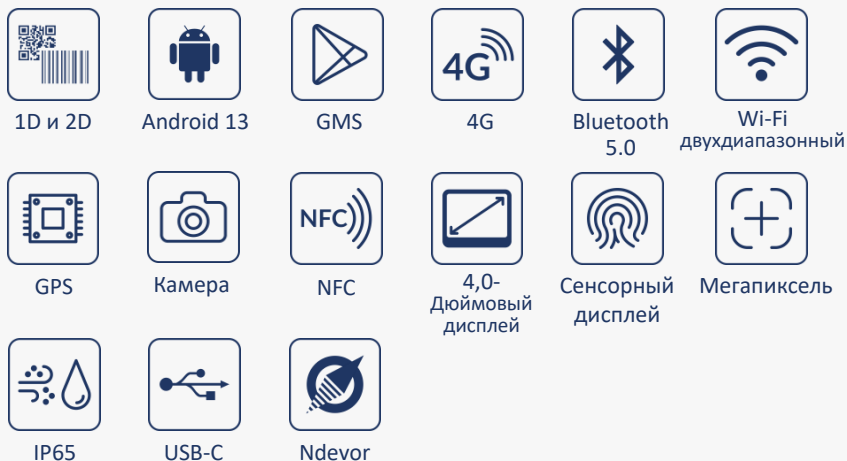 4G
1D и 2D
Android 13
GMS
4G
Bluetooth
5.0
Wi-Fi
двухдиапазонный
NFC
GPS
Камера
NFC
4,0-
Дюймовый
дисплей
Сенсорный
дисплей
Мегапиксель
IP65
USB-C
Ndevor